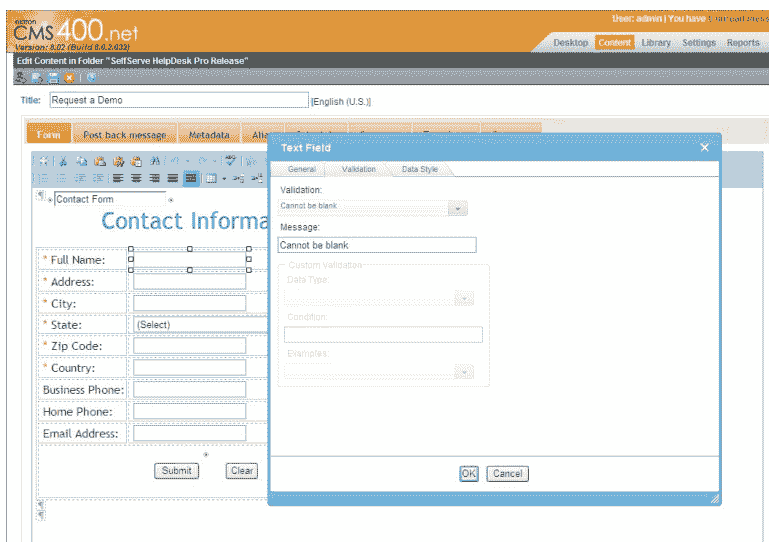 User: admin | You have
ektron
CMS400.net
Version: 8.02 (Build 8.0.2.032)
Desktop Content Library Settings Reports
Edit Content in Folder "SelfServe HelpDesk Pro Release"
Title: Request a Demo [English (U.S.)]
Form Post back message Metadata
Text Field
General Validation Data Style
Validation:
Cannot be blank
Message:
Cannot be blank
Custom Validation
Data Type:
Condition:
Examples:
OK Cancel
Contact Form
Contact Informa
* Full Name:
* Address:
* City:
* State: (Select)
* Zip Code:
* Country:
Business Phone:
Home Phone:
Email Address:
Submit Clear